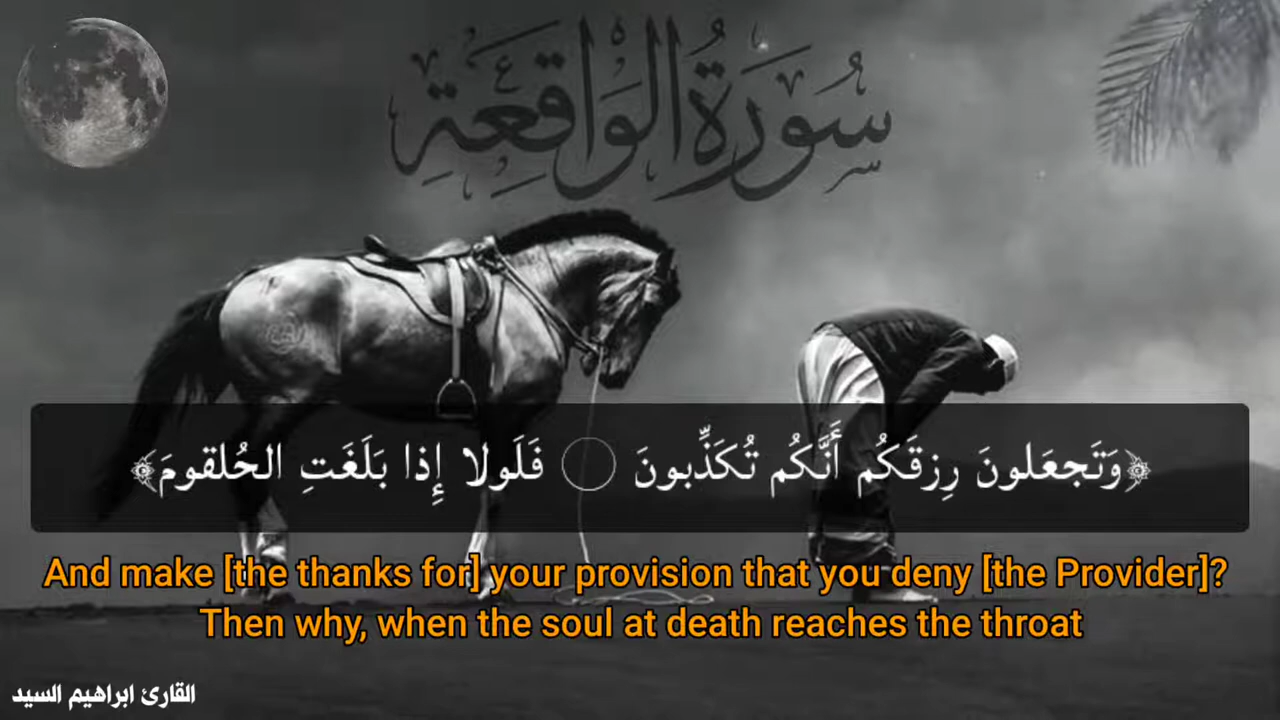 سُورَةُ الوَاقِعَةِ
﴿وَتَجعَلونَ رِزقَكُم أَنَّكُم تُكَذِّبونَ ۝ فَلَولا إِذا بَلَغَتِ الحُلقومَ﴾
And make [the thanks for] your provision that you deny [the Provider]?
Then why, when the soul at death reaches the throat
القارئ ابراهيم السيد